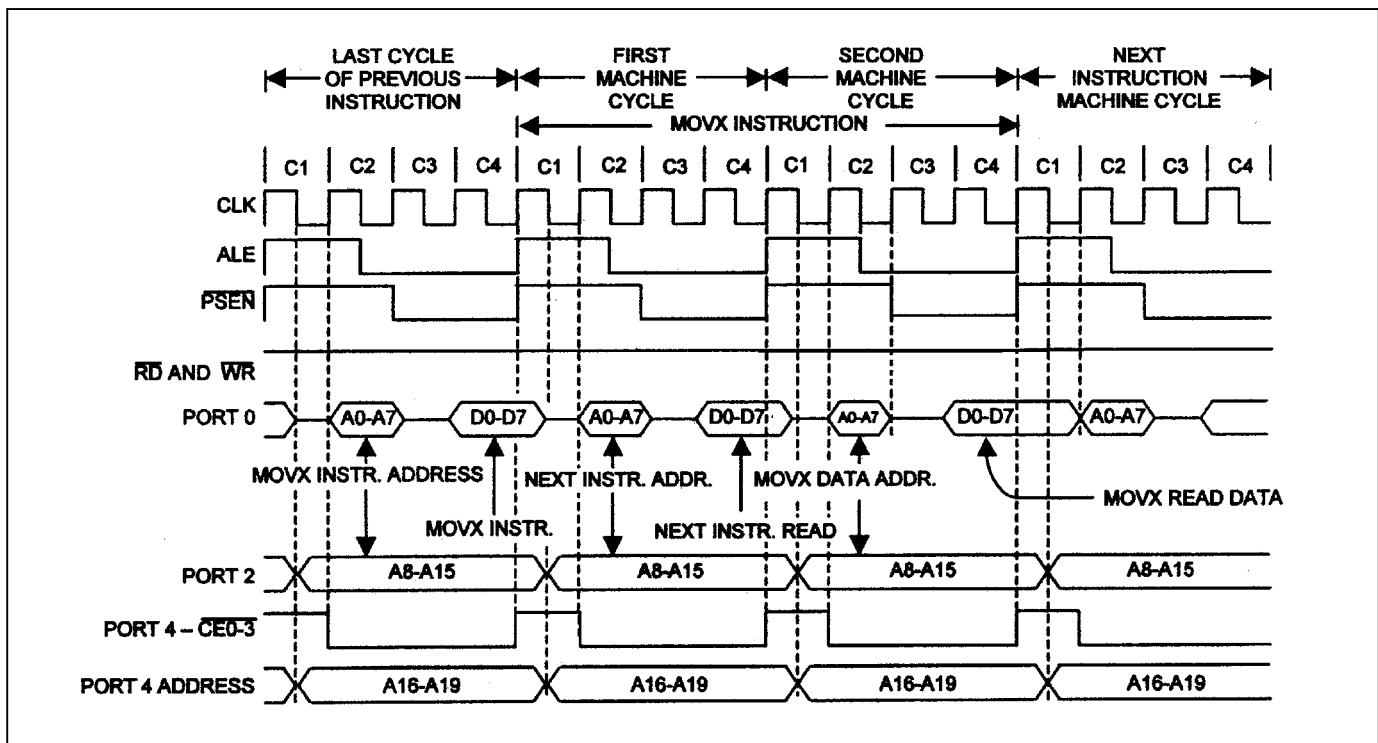 LAST CYCLE OF PREVIOUS INSTRUCTION
FIRST MACHINE CYCLE
SECOND MACHINE CYCLE
NEXT INSTRUCTION MACHINE CYCLE
MOVX INSTRUCTION
C1 C2 C3 C4 C1 C2 C3 C4 C1 C2 C3 C4 C1 C2 C3 C4
CLK
ALE
PSEN
RD AND WR
PORT 0 A0-A7 D0-D7 A0-A7 D0-D7 A0-A7 D0-D7 A0-A7
MOVX INSTR. ADDRESS
NEXT INSTR. ADDR.
MOVX DATA ADDR.
MOVX READ DATA
MOVX INSTR.
NEXT INSTR. READ
PORT 2 A8-A15 A8-A15 A8-A15 A8-A15
PORT 4 – CE0-3
PORT 4 ADDRESS A16-A19 A16-A19 A16-A19 A16-A19